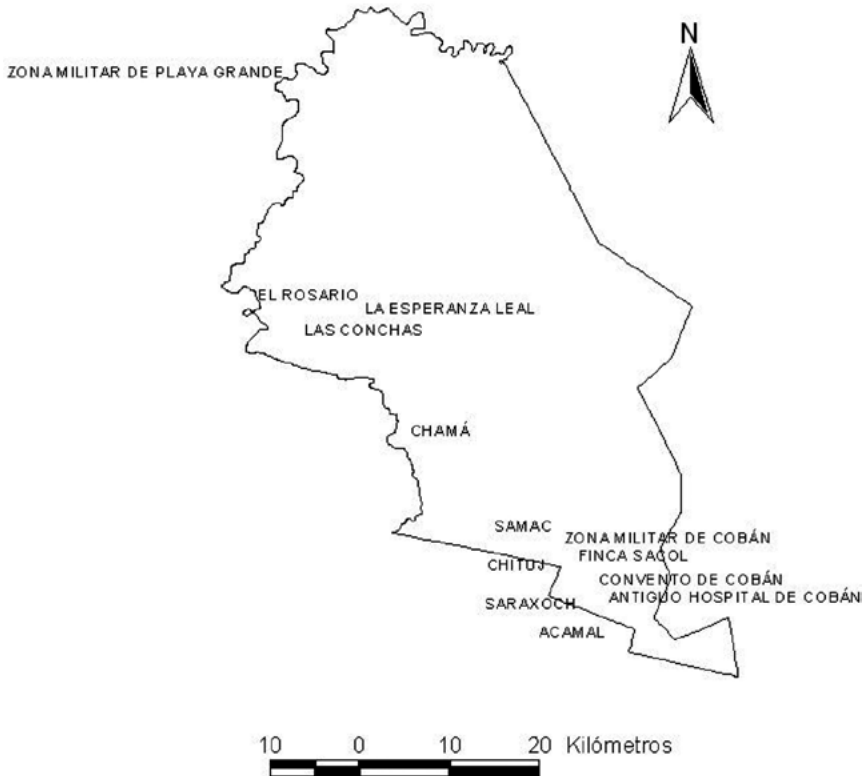 N
ZONA MILITAR DE PLAYA GRANDE
EL ROSARIO
LA ESPERANZA LEAL
LAS CONCHAS
CHAMÁ
SAMAC
ZONA MILITAR DE COBÁN
FINCA SACOL
CHITUJ
CONVENTO DE COBÁN
ANTIGUO HOSPITAL DE COBÁN
SARAXOCH
ACAMAL
10 0 10 20 Kilómetros